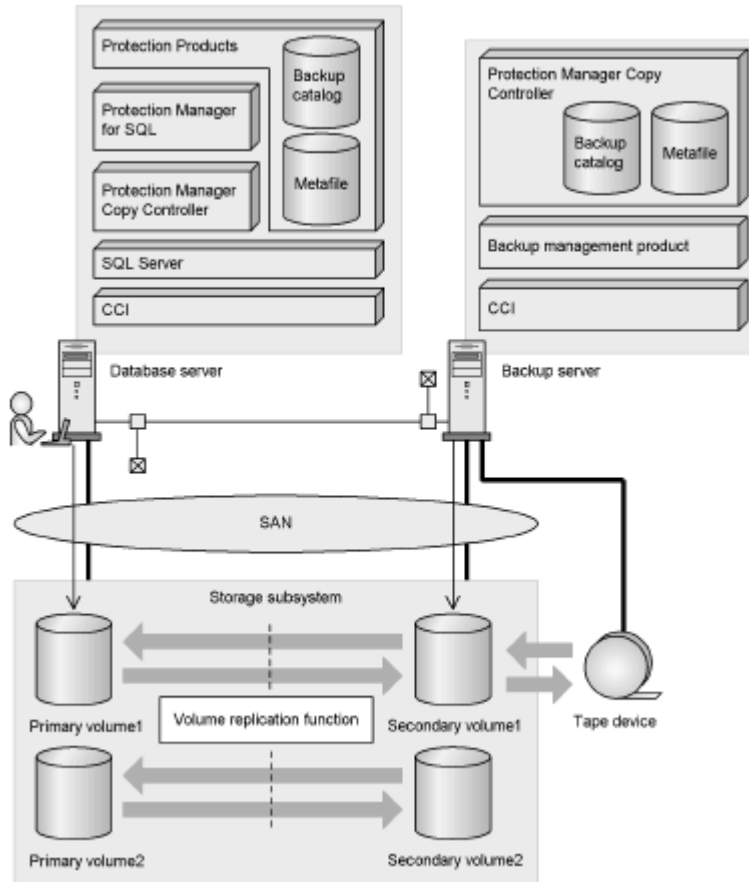 Protection Products
Backup
catalog
Protection Manager
for SQL
Metafile
Protection Manager
Copy Controller
SQL Server
CCI
Database server
Protection Manager Copy
Controller
Backup
catalog
Metafile
Backup management product
CCI
Backup server
SAN
Storage subsystem
Primary volume1
Volume replication function
Secondary volume1
Tape device
Primary volume2
Secondary volume2